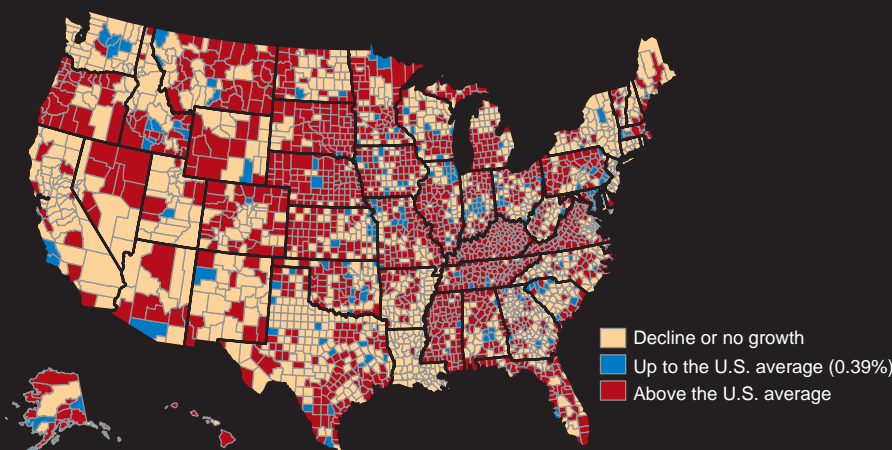 Decline or no growth
Up to the U.S. average (0.39%)
Above the U.S. average